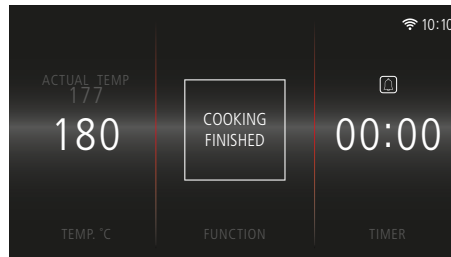 10:10
ACTUAL TEMP
177
180
COOKING
FINISHED
00:00
TEMP. °C
FUNCTION
TIMER